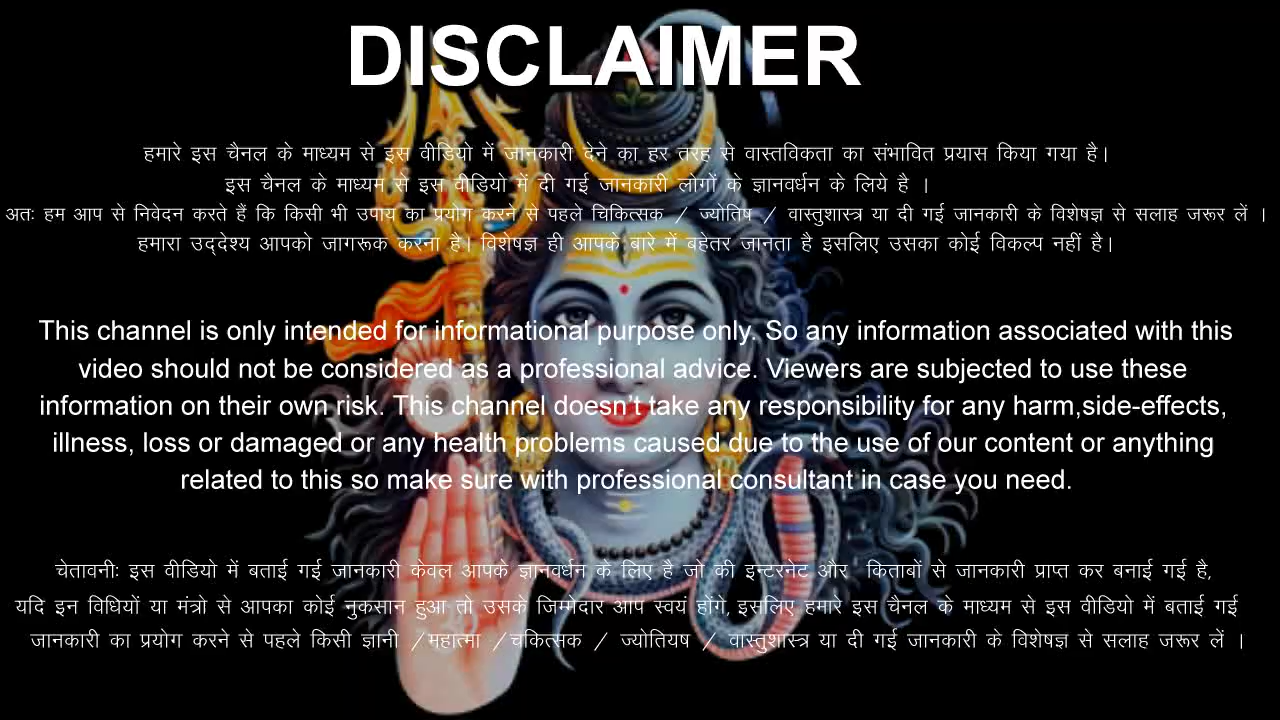 DISCLAIMER
हमारे इस चैनल के माध्यम से इस वीडियो में जानकारी देने का हर तरह से वास्तविकता का संभावित प्रयास किया गया है।
इस चैनल के माध्यम से इस वीडियो में दी गई जानकारी लोगों के ज्ञानवर्धन के लिये है ।
अतः हम आप से निवेदन करते हैं कि किसी भी उपाय का प्रयोग करने से पहले चिकित्सक / ज्योतिष / वास्तुशास्त्र या दी गई जानकारी के विशेषज्ञ से सलाह जरूर लें ।
हमारा उद्देश्य आपको जागरूक करना है। विशेषज्ञ ही आपके बारे में बहेतर जानता है इसलिए उसका कोई विकल्प नहीं है।
This channel is only intended for informational purpose only. So any information associated with this
video should not be considered as a professional advice. Viewers are subjected to use these
information on their own risk. This channel doesn't take any responsibility for any harm,side-effects,
illness, loss or damaged or any health problems caused due to the use of our content or anything
related to this so make sure with professional consultant in case you need.
चेतावनीः इस वीडियो में बताई गई जानकारी केवल आपके ज्ञानवर्धन के लिए है जो की इन्टरनेट और किताबों से जानकारी प्राप्त कर बनाई गई है,
यदि इन विधियों या मंत्रो से आपका कोई नुकसान हुआ तो उसके जिम्मेदार आप स्वयं होंगे, इसलिए हमारे इस चैनल के माध्यम से इस वीडियो में बताई गई
जानकारी का प्रयोग करने से पहले किसी ज्ञानी /महात्मा /चंकित्सक / ज्योतियष / वास्तुशास्त्र या दी गई जानकारी के विशेषज्ञ से सलाह जरूर लें ।